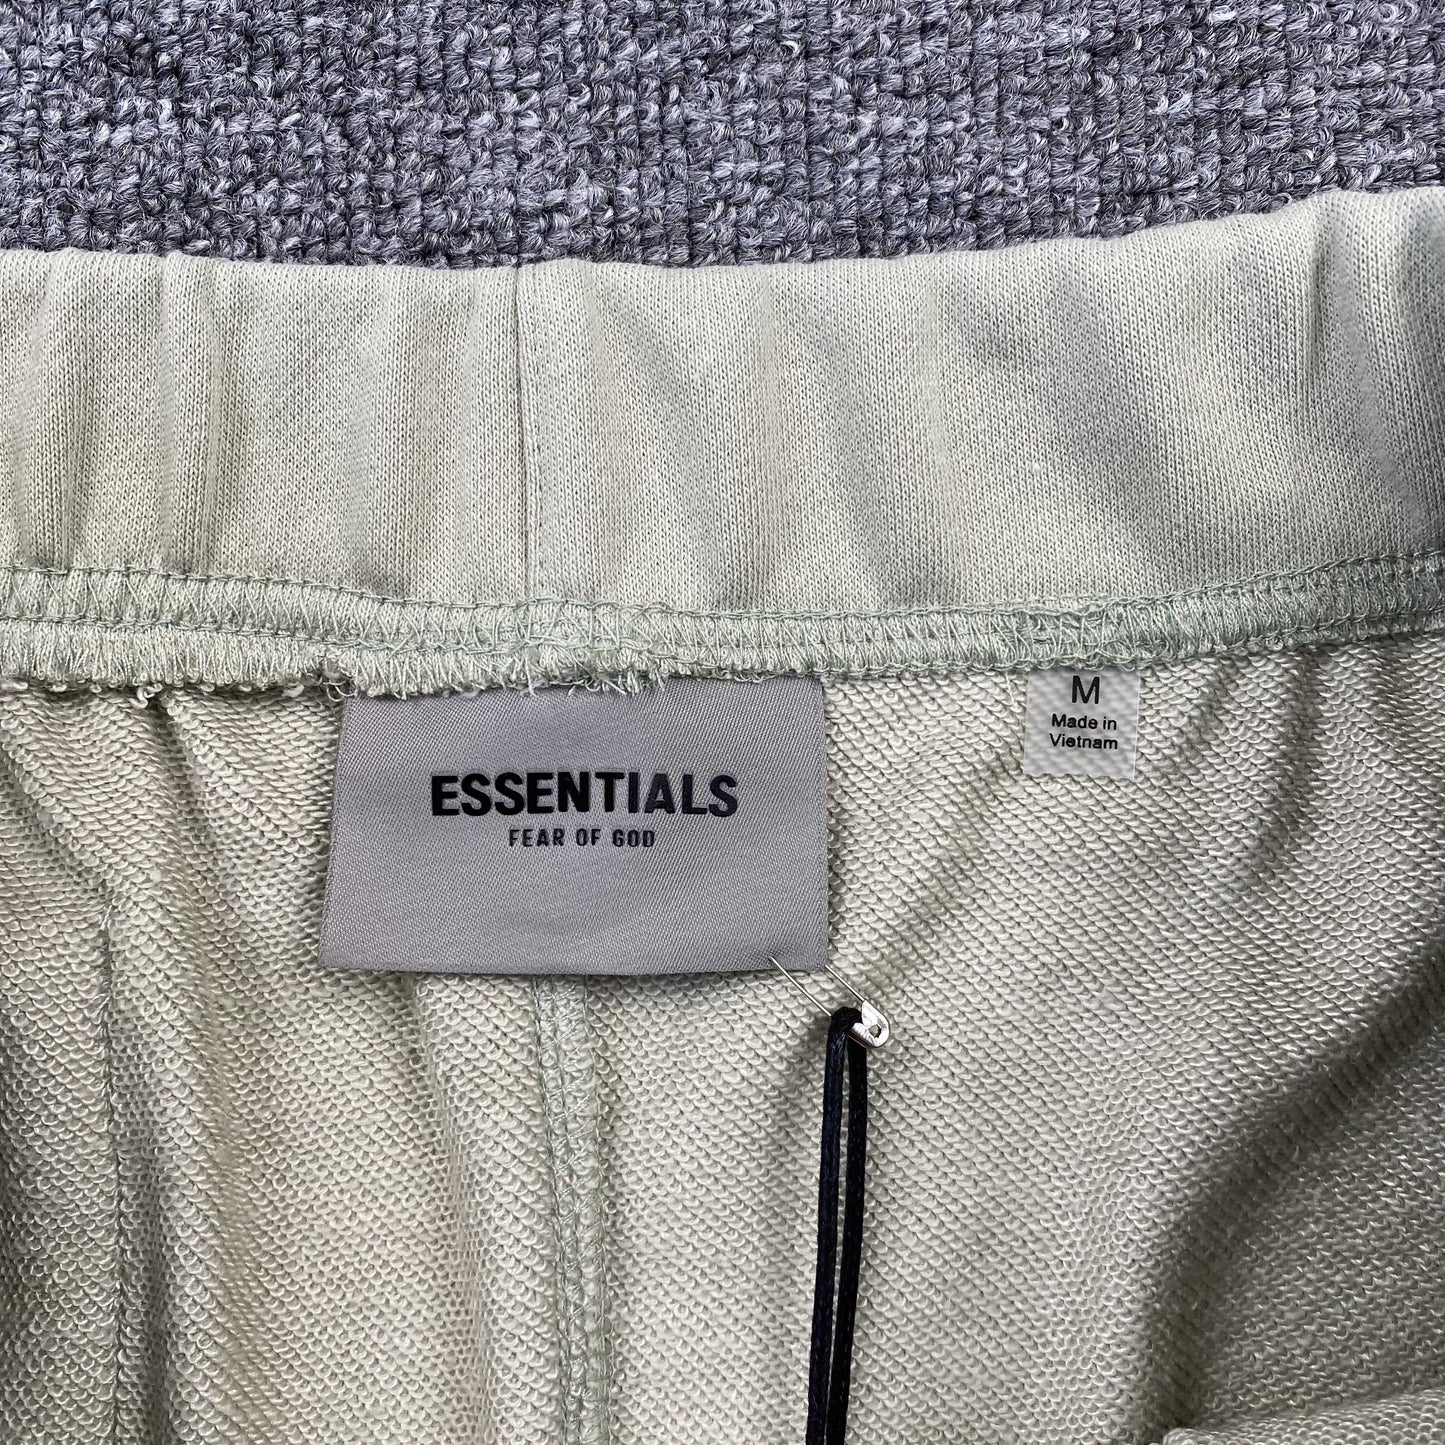 ESSENTIALS
FEAR OF GOD
M
Made in
Vietnam